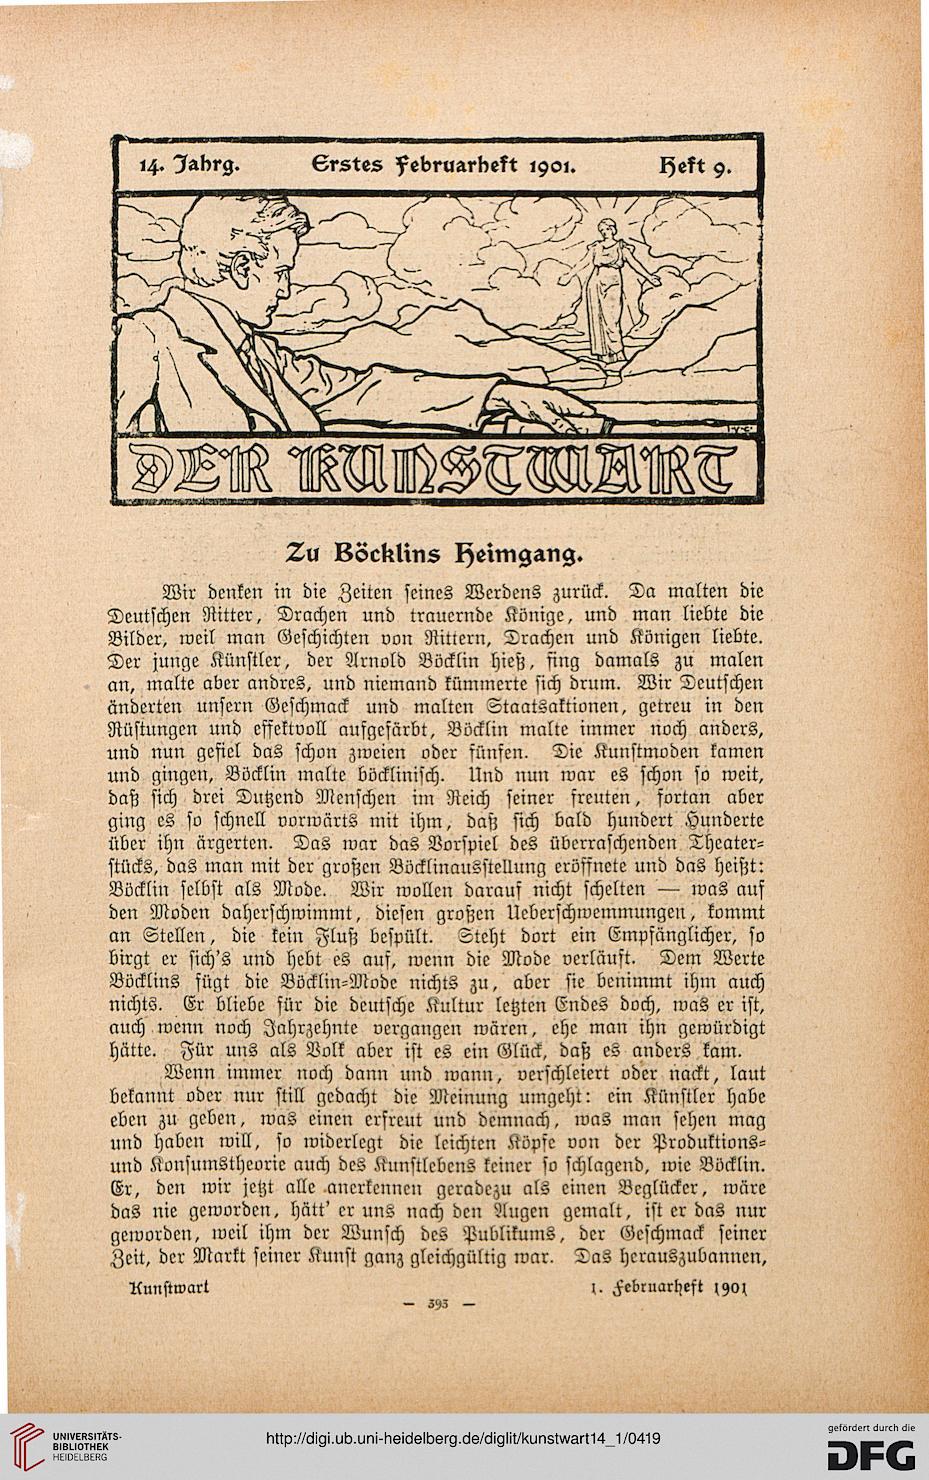 14. Jahrg. Erstes Februarheft 1901. Heft 9.
DER KUNSTWART
Zu Böcklins Heimgang.
Wir denken in die Zeiten seines Werdens zurück. Da malten die
Deutschen Ritter, Drachen und trauernde Könige, und man liebte die
Bilder, weil man Geschichten von Rittern, Drachen und Königen liebte.
Der junge Künstler, der Arnold Böcklin hieß, fing damals zu malen
an, malte aber andres, und niemand kümmerte sich drum. Wir Deutschen
änderten unsern Geschmack und malten Staatsaktionen, getreu in den
Rüstungen und effektvoll aufgefärbt, Böcklin malte immer noch anders,
und nun gefiel das schon zweien oder fünfen. Die Kunstmoden kamen
und gingen, Böcklin malte böcklinisch. Und nun war es schon so weit,
daß sich drei Dutzend Menschen im Reich seiner freuten, fortan aber
ging es so schnell vorwärts mit ihm, daß sich bald hundert Hunderte
über ihn ärgerten. Das war das Vorspiel des überraschenden Theater-
stücks, das man mit der großen Böcklinausstellung eröffnete und das heißt:
Böcklin selbst als Mode. Wir wollen darauf nicht schelten — was auf
den Moden daherschwimmt, diesen großen Ueberschwemmungen, kommt
an Stellen, die kein Fluß bespült. Steht dort ein Empfänglicher, so
birgt er sich's und hebt es auf, wenn die Mode verläuft. Dem Werte
Böcklins fügt die Böcklin-Mode nichts zu, aber sie benimmt ihm auch
nichts. Er bliebe für die deutsche Kultur letzten Endes doch, was er ist,
auch wenn noch Jahrzehnte vergangen wären, ehe man ihn gewürdigt
hätte. Für uns als Volk aber ist es ein Glück, daß es anders kam.
Wenn immer noch dann und wann, verschleiert oder nackt, laut
bekannt oder nur still gedacht die Meinung umgeht: ein Künstler habe
eben zu geben, was einen erfreut und demnach, was man sehen mag
und haben will, so widerlegt die leichten Köpfe von der Produktions-
und Konsumstheorie auch des Kunstlebens keiner so schlagend, wie Böcklin.
Er, den wir jetzt alle anerkennen geradezu als einen Beglücker, wäre
das nie geworden, hätt' er uns nach den Augen gemalt, ist er das nur
geworden, weil ihm der Wunsch des Publikums, der Geschmack seiner
Zeit, der Markt seiner Kunst ganz gleichgültig war. Das herauszubannen,
Kunstwart 1. Februarheft 1901
— 393 —
UNIVERSITÄTS-
BIBLIOTHEK
HEIDELBERG
http://digi.ub.uni-heidelberg.de/diglit/kunstwart14_1/0419
gefördert durch die
DFG